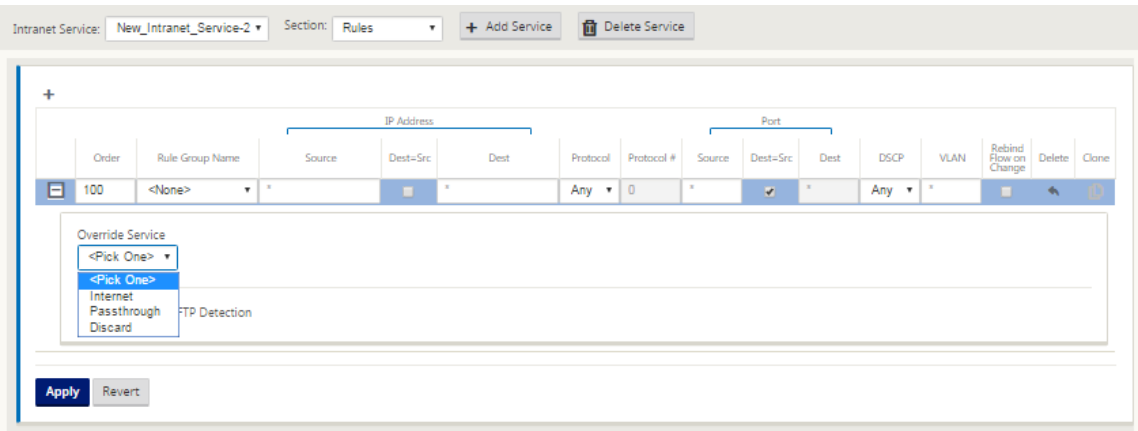 Intranet Service: New_Intranet_Service-2 Section: Rules + Add Service Delete Service
+
IP Address Port
Order Rule Group Name Source Dest=Src Dest Protocol Protocol # Source Dest=Src Dest DSCP VLAN Rebind Flow on Change Delete Clone
100 <None> * * Any 0 * * Any *
Override Service
<Pick One>
<Pick One>
Internet
Passthrough FTP Detection
Discard
Apply Revert